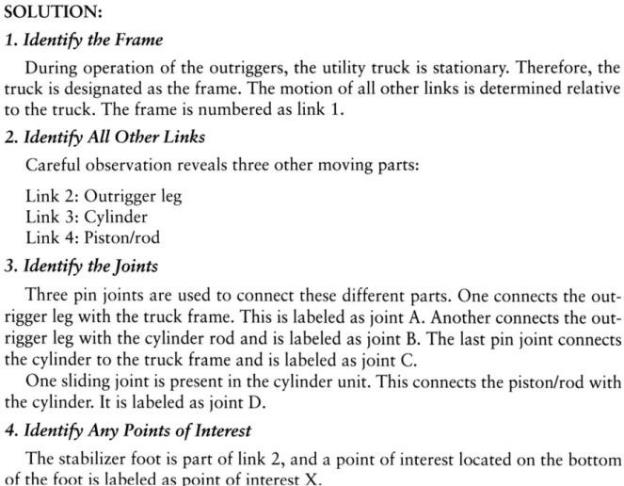 SOLUTION:
1. Identify the Frame
During operation of the outriggers, the utility truck is stationary. Therefore, the
truck is designated as the frame. The motion of all other links is determined relative
to the truck. The frame is numbered as link 1.
2. Identify All Other Links
Careful observation reveals three other moving parts:
Link 2: Outrigger leg
Link 3: Cylinder
Link 4: Piston/rod
3. Identify the Joints
Three pin joints are used to connect these different parts. One connects the out-
rigger leg with the truck frame. This is labeled as joint A. Another connects the out-
rigger leg with the cylinder rod and is labeled as joint B. The last pin joint connects
the cylinder to the truck frame and is labeled as joint C.
One sliding joint is present in the cylinder unit. This connects the piston/rod with
the cylinder. It is labeled as joint D.
4. Identify Any Points of Interest
The stabilizer foot is part of link 2, and a point of interest located on the bottom
of the foot is labeled as point of interest X.